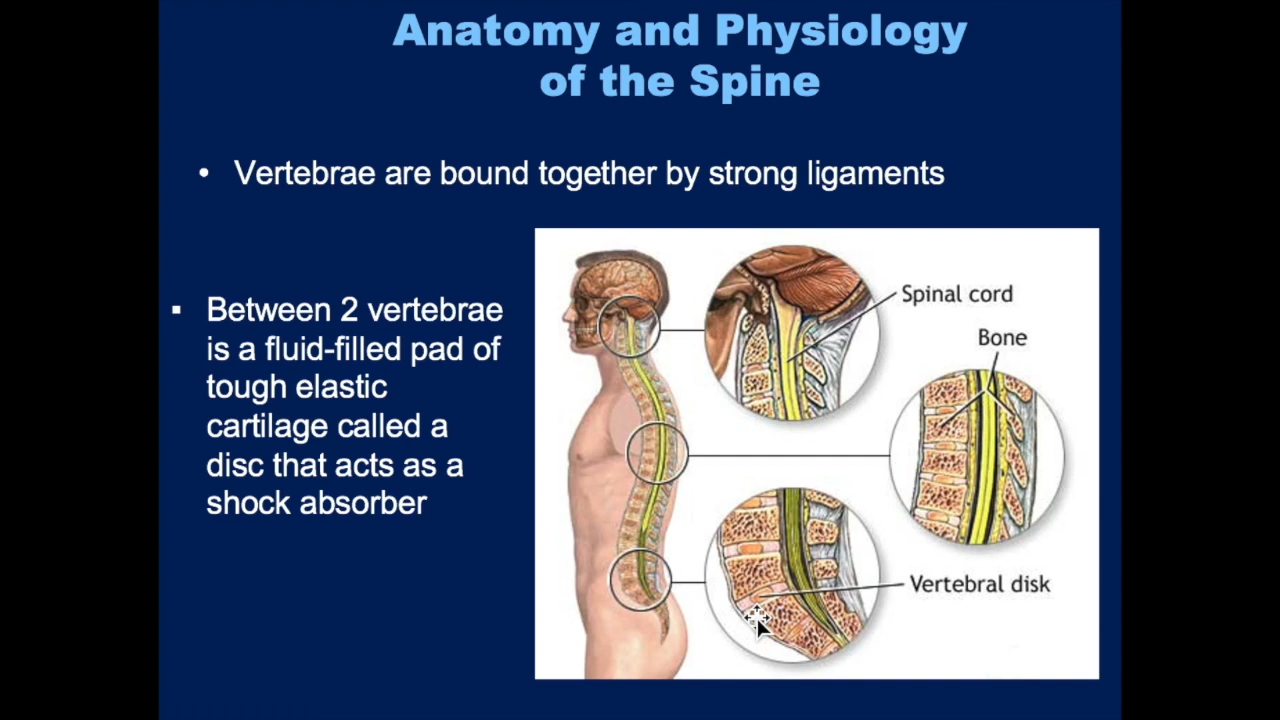 Anatomy and Physiology
of the Spine
• Vertebrae are bound together by strong ligaments
▪ Between 2 vertebrae
is a fluid-filled pad of
tough elastic
cartilage called a
disc that acts as a
shock absorber
Spinal cord
Bone
Vertebral disk